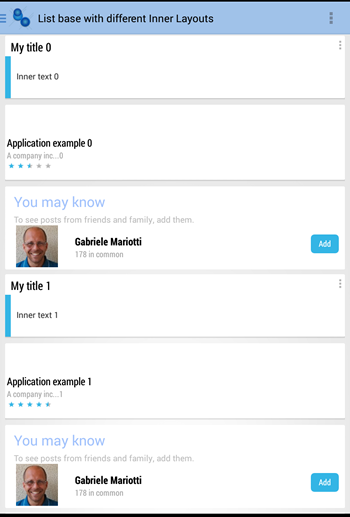 List base with different Inner Layouts
My title 0
Inner text 0
Application example 0
A company inc...0
You may know
To see posts from friends and family, add them.
Gabriele Mariotti
178 in common
Add
My title 1
Inner text 1
Application example 1
A company inc...1
You may know
To see posts from friends and family, add them.
Gabriele Mariotti
178 in common
Add